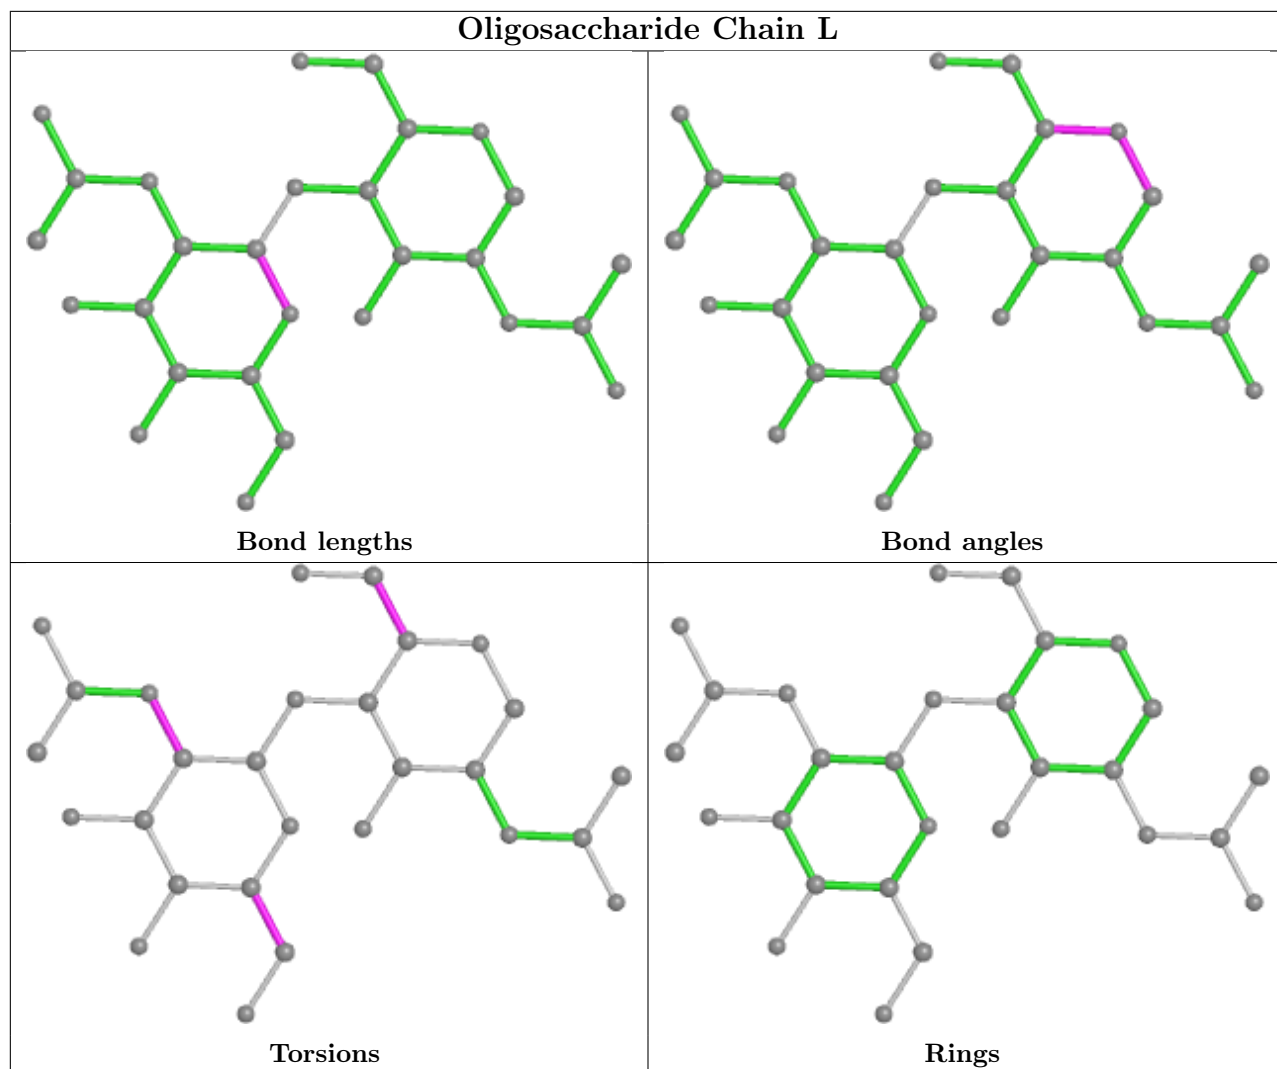 Oligosaccharide Chain L
Bond lengths
Bond angles
Torsions
Rings